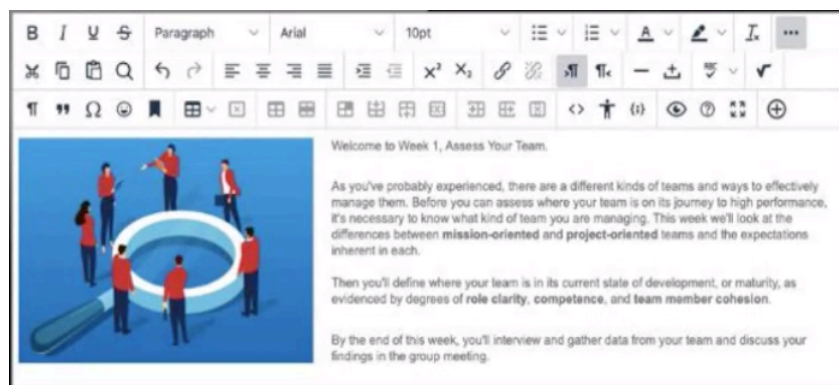 Paragraph Arial 10pt
Welcome to Week 1, Assess Your Team.
As you've probably experienced, there are a different kinds of teams and ways to effectively
manage them. Before you can assess where your team is on its journey to high performance,
it's necessary to know what kind of team you are managing. This week we'll look at the
differences between mission-oriented and project-oriented teams and the expectations
inherent in each.
Then you'll define where your team is in its current state of development, or maturity, as
evidenced by degrees of role clarity, competence, and team member cohesion.
By the end of this week, you'll interview and gather data from your team and discuss your
findings in the group meeting.